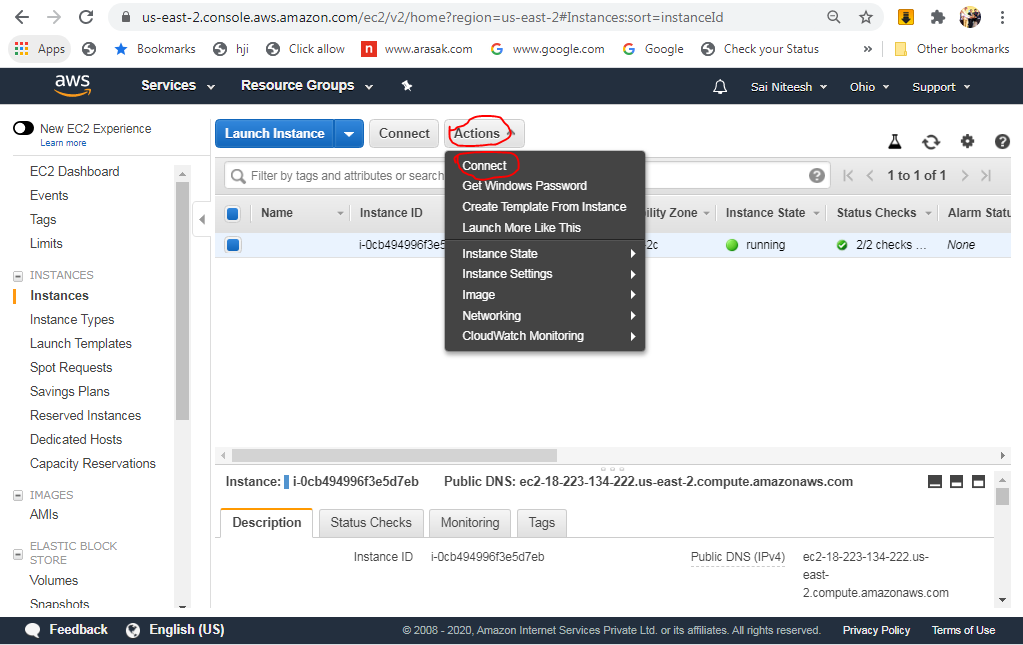 us-east-2.console.aws.amazon.com/ec2/v2/home?region=us-east-2#Instances:sort=instanceId
Apps Bookmarks hji Click allow n www.arasak.com www.google.com Google Check your Status » Other bookmarks
aws Services Resource Groups Sai Niteesh Ohio Support
New EC2 Experience
Learn more
Launch Instance Connect Actions
EC2 Dashboard
Events
Tags
Limits
INSTANCES
Instances
Instance Types
Launch Templates
Spot Requests
Savings Plans
Reserved Instances
Dedicated Hosts
Capacity Reservations
IMAGES
AMIs
ELASTIC BLOCK
STORE
Volumes
Snapshots
Connect
Get Windows Password
Create Template From Instance
Launch More Like This
Instance State
Instance Settings
Image
Networking
CloudWatch Monitoring
Filter by tags and attributes or search 1 to 1 of 1
Name Instance ID ility Zone Instance State Status Checks Alarm Statu
i-0cb494996f3e5 2c running 2/2 checks ... None
Instance: i-0cb494996f3e5d7eb Public DNS: ec2-18-223-134-222.us-east-2.compute.amazonaws.com
Description Status Checks Monitoring Tags
Instance ID i-0cb494996f3e5d7eb Public DNS (IPv4) ec2-18-223-134-222.us-
east-
2.compute.amazonaws.com
Feedback English (US) © 2008 - 2020, Amazon Internet Services Private Ltd. or its affiliates. All rights reserved. Privacy Policy Terms of Use